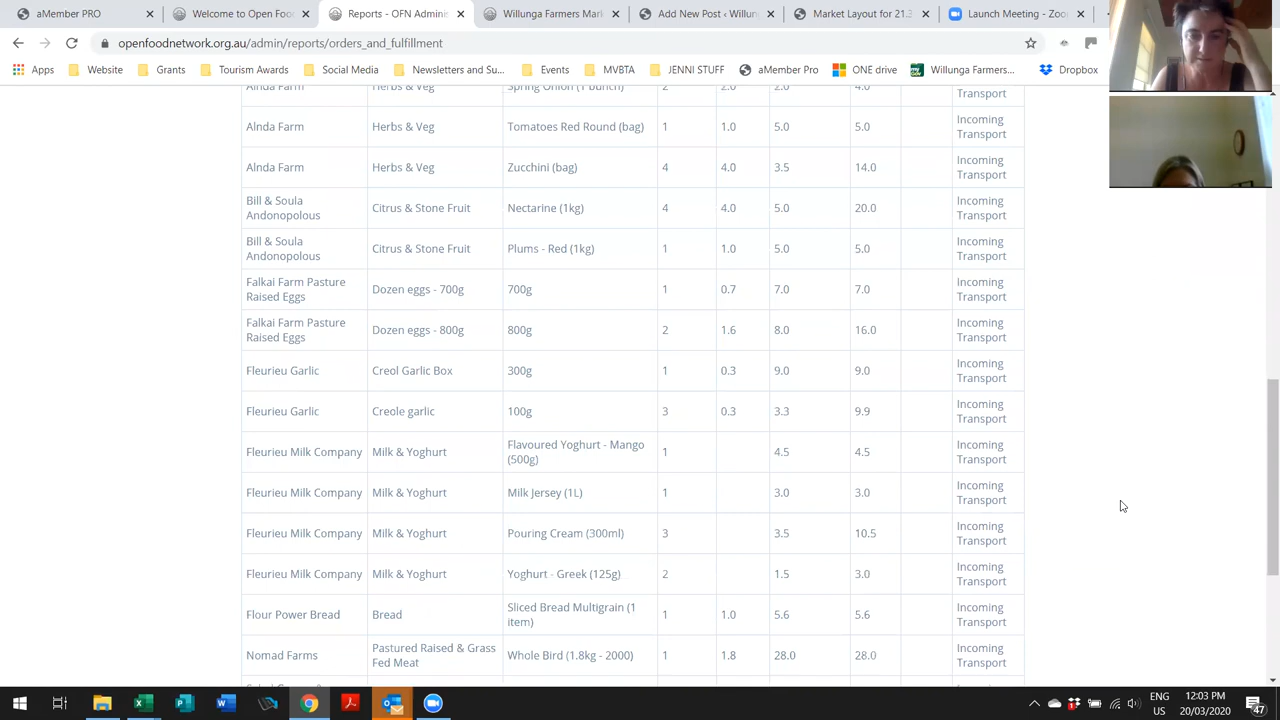 aMember PRO
Welcome to Open Foo
Reports - OFN Adminis
Willunga Farmers Mark
Add New Post ‹ Willun
Market Layout for 21.3
Launch Meeting - Zoo
openfoodnetwork.org.au/admin/reports/orders_and_fulfillment
Apps
Website
Grants
Tourism Awards
Social Media
Newsletters and Su...
Events
MVBTA
JENNI STUFF
aMember Pro
ONE drive
Willunga Farmers...
Dropbox
Alnda Farm Herbs & Veg Spring Onion (1 bunch) 2 2.0 2.0 4.0 Transport
Alnda Farm Herbs & Veg Tomatoes Red Round (bag) 1 1.0 5.0 5.0 Incoming
Transport
Alnda Farm Herbs & Veg Zucchini (bag) 4 4.0 3.5 14.0 Incoming
Transport
Bill & Soula Citrus & Stone Fruit Nectarine (1kg) 4 4.0 5.0 20.0 Incoming
Andonopolous Transport
Bill & Soula Citrus & Stone Fruit Plums - Red (1kg) 1 1.0 5.0 5.0 Incoming
Andonopolous Transport
Falkai Farm Pasture Dozen eggs - 700g 700g 1 0.7 7.0 7.0 Incoming
Raised Eggs Transport
Falkai Farm Pasture Dozen eggs - 800g 800g 2 1.6 8.0 16.0 Incoming
Raised Eggs Transport
Fleurieu Garlic Creol Garlic Box 300g 1 0.3 9.0 9.0 Incoming
Transport
Fleurieu Garlic Creole garlic 100g 3 0.3 3.3 9.9 Incoming
Transport
Fleurieu Milk Company Milk & Yoghurt Flavoured Yoghurt - Mango 1 4.5 4.5 Incoming
(500g) Transport
Fleurieu Milk Company Milk & Yoghurt Milk Jersey (1L) 1 3.0 3.0 Incoming
Transport
Fleurieu Milk Company Milk & Yoghurt Pouring Cream (300ml) 3 3.5 10.5 Incoming
Transport
Fleurieu Milk Company Milk & Yoghurt Yoghurt - Greek (125g) 2 1.5 3.0 Incoming
Transport
Flour Power Bread Bread Sliced Bread Multigrain (1 1 1.0 5.6 5.6 Incoming
item) Transport
Nomad Farms Pastured Raised & Grass Whole Bird (1.8kg - 2000) 1 1.8 28.0 28.0 Incoming
Fed Meat Transport
ENG 12:03 PM
US 20/03/2020
47